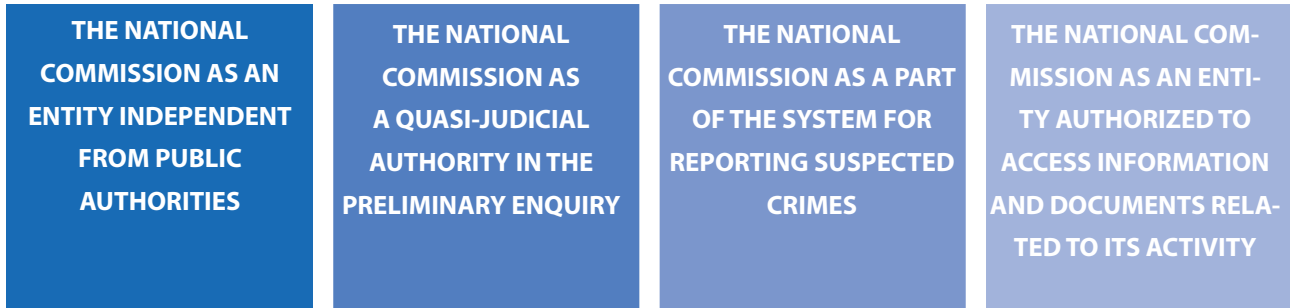 THE NATIONAL
COMMISSION AS AN
ENTITY INDEPENDENT
FROM PUBLIC
AUTHORITIES
THE NATIONAL
COMMISSION AS
A QUASI-JUDICIAL
AUTHORITY IN THE
PRELIMINARY ENQUIRY
THE NATIONAL
COMMISSION AS A PART
OF THE SYSTEM FOR
REPORTING SUSPECTED
CRIMES
THE NATIONAL COM-
MISSION AS AN ENTI-
TY AUTHORIZED TO
ACCESS INFORMATION
AND DOCUMENTS RELA-
TED TO ITS ACTIVITY